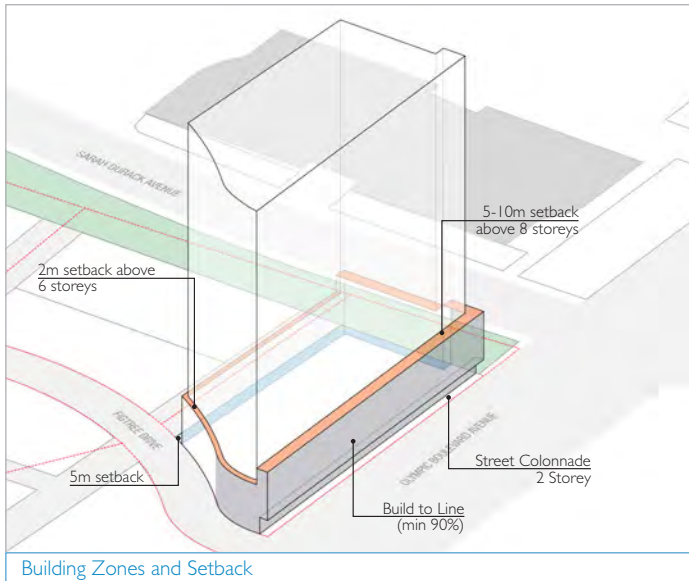 SARAH DURACK AVENUE
5-10m setback
above 8 storeys
2m setback above
6 storeys
FIGTREE DRIVE
OLYMPIC BOULEVARD AVENUE
5m setback
Street Colonnade
2 Storey
Build to Line
(min 90%)
Building Zones and Setback